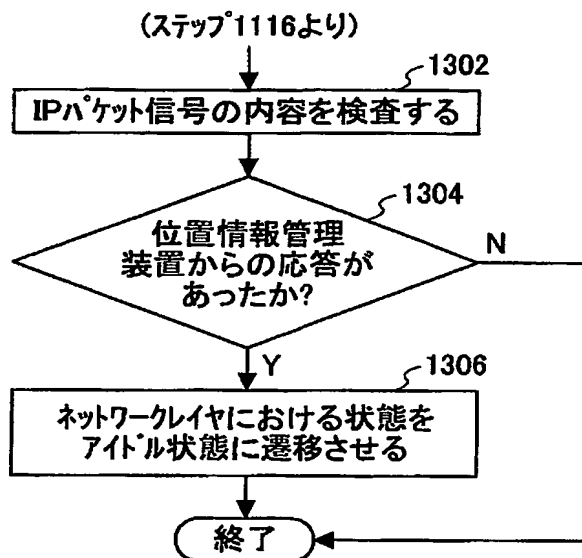 (ステップ1116より)
1302
IPパケット信号の内容を検査する
1304
位置情報管理
装置からの応答が
あったか?
N
Y
1306
ネットワークレイヤにおける状態を
アイドル状態に遷移させる
終了